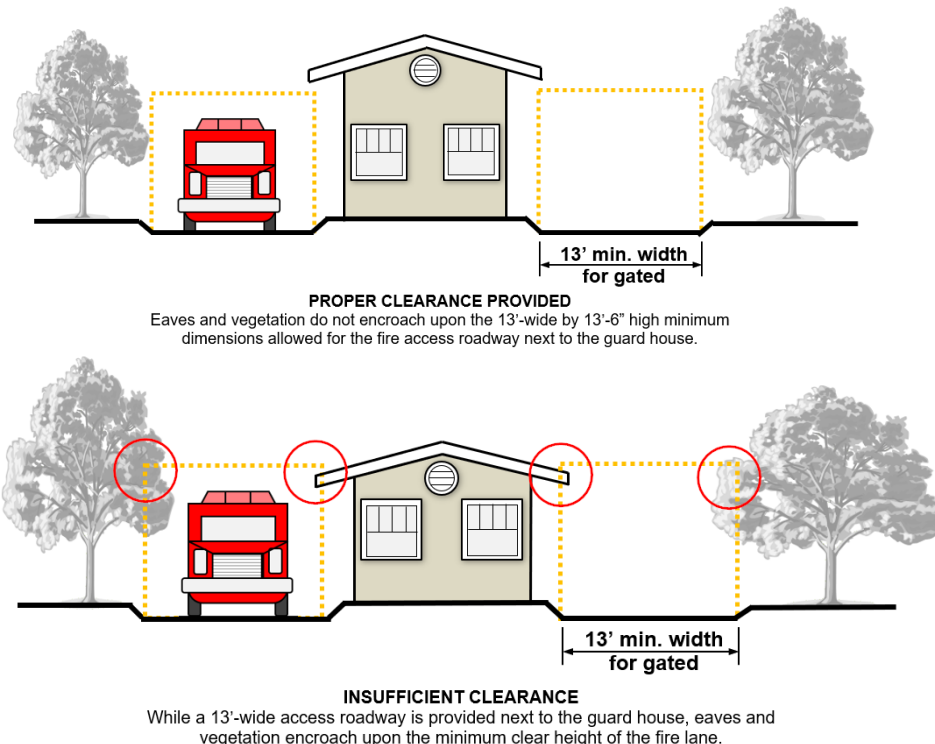 13’ min. width
for gated
PROPER CLEARANCE PROVIDED
Eaves and vegetation do not encroach upon the 13’-wide by 13’-6” high minimum
dimensions allowed for the fire access roadway next to the guard house.
13’ min. width
for gated
INSUFFICIENT CLEARANCE
While a 13’-wide access roadway is provided next to the guard house, eaves and
vegetation encroach upon the minimum clear height of the fire lane.